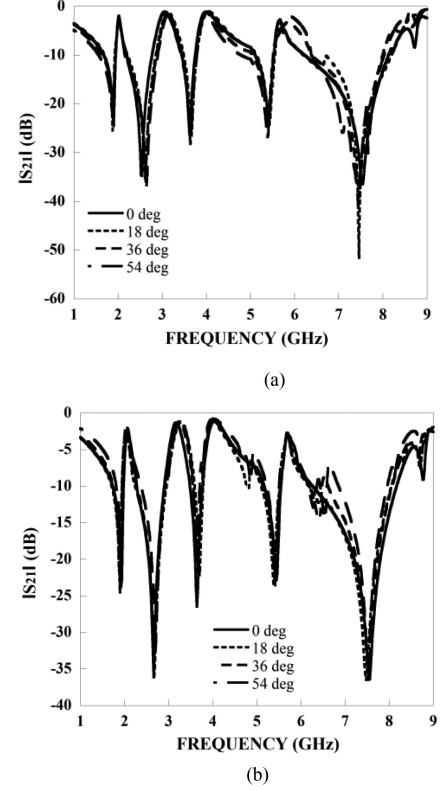 0
-10
-20
-30
-40
-50
-60
|S21| (dB)
0 deg
18 deg
36 deg
54 deg
1 2 3 4 5 6 7 8 9
FREQUENCY (GHz)
(a)
0
-5
-10
-15
-20
-25
-30
-35
-40
|S21| (dB)
0 deg
18 deg
36 deg
54 deg
1 2 3 4 5 6 7 8 9
FREQUENCY (GHz)
(b)